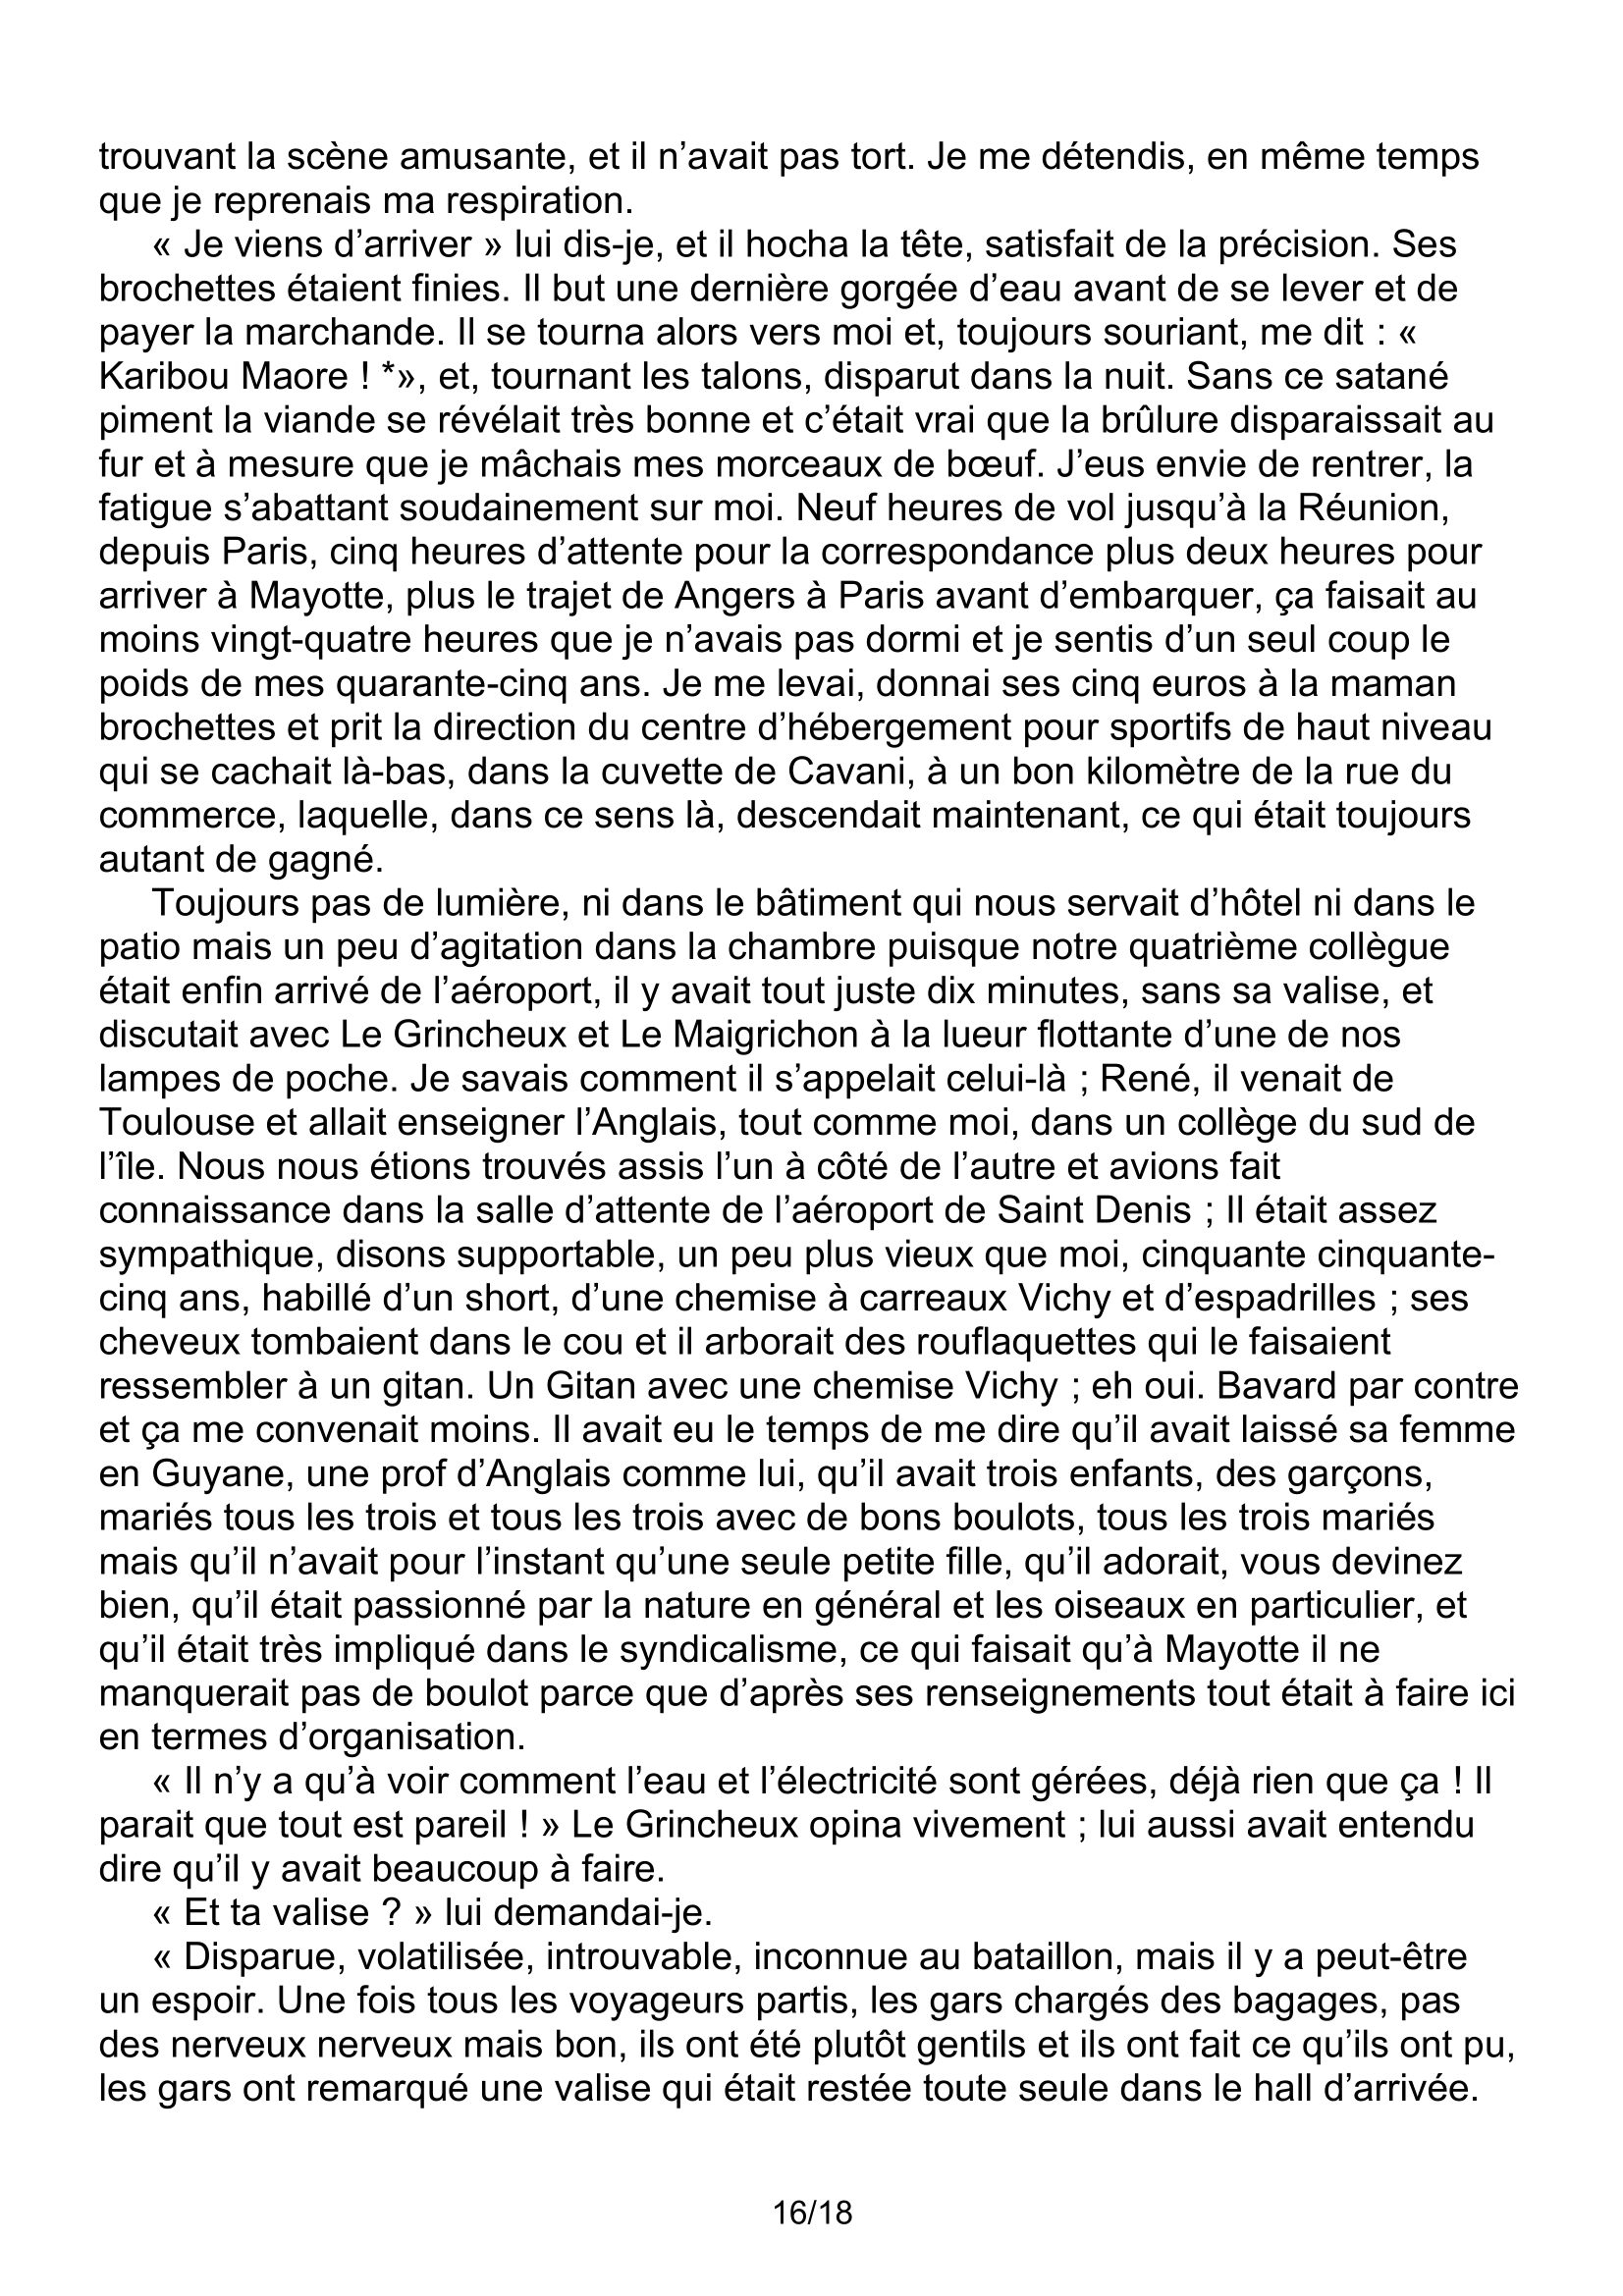 trouvant la scène amusante, et il n’avait pas tort. Je me détendis, en même temps
que je reprenais ma respiration.
« Je viens d’arriver » lui dis-je, et il hocha la tête, satisfait de la précision. Ses
brochettes étaient finies. Il but une dernière gorgée d’eau avant de se lever et de
payer la marchande. Il se tourna alors vers moi et, toujours souriant, me dit : «
Karibou Maore ! *», et, tournant les talons, disparut dans la nuit. Sans ce satané
piment la viande se révélait très bonne et c’était vrai que la brûlure disparaissait au
fur et à mesure que je mâchais mes morceaux de bœuf. J’eus envie de rentrer, la
fatigue s’abattant soudainement sur moi. Neuf heures de vol jusqu’à la Réunion,
depuis Paris, cinq heures d’attente pour la correspondance plus deux heures pour
arriver à Mayotte, plus le trajet de Angers à Paris avant d’embarquer, ça faisait au
moins vingt-quatre heures que je n’avais pas dormi et je sentis d’un seul coup le
poids de mes quarante-cinq ans. Je me levai, donnai ses cinq euros à la maman
brochettes et prit la direction du centre d’hébergement pour sportifs de haut niveau
qui se cachait là-bas, dans la cuvette de Cavani, à un bon kilomètre de la rue du
commerce, laquelle, dans ce sens là, descendait maintenant, ce qui était toujours
autant de gagné.
Toujours pas de lumière, ni dans le bâtiment qui nous servait d’hôtel ni dans le
patio mais un peu d’agitation dans la chambre puisque notre quatrième collègue
était enfin arrivé de l’aéroport, il y avait tout juste dix minutes, sans sa valise, et
discutait avec Le Grincheux et Le Maigrichon à la lueur flottante d’une de nos
lampes de poche. Je savais comment il s’appelait celui-là ; René, il venait de
Toulouse et allait enseigner l’Anglais, tout comme moi, dans un collège du sud de
l’île. Nous nous étions trouvés assis l’un à côté de l’autre et avions fait
connaissance dans la salle d’attente de l’aéroport de Saint Denis ; Il était assez
sympathique, disons supportable, un peu plus vieux que moi, cinquante cinquante-
cinq ans, habillé d’un short, d’une chemise à carreaux Vichy et d’espadrilles ; ses
cheveux tombaient dans le cou et il arborait des rouflaquettes qui le faisaient
ressembler à un gitan. Un Gitan avec une chemise Vichy ; eh oui. Bavard par contre
et ça me convenait moins. Il avait eu le temps de me dire qu’il avait laissé sa femme
en Guyane, une prof d’Anglais comme lui, qu’il avait trois enfants, des garçons,
mariés tous les trois et tous les trois avec de bons boulots, tous les trois mariés
mais qu’il n’avait pour l’instant qu’une seule petite fille, qu’il adorait, vous devinez
bien, qu’il était passionné par la nature en général et les oiseaux en particulier, et
qu’il était très impliqué dans le syndicalisme, ce qui faisait qu’à Mayotte il ne
manquerait pas de boulot parce que d’après ses renseignements tout était à faire ici
en termes d’organisation.
« Il n’y a qu’à voir comment l’eau et l’électricité sont gérées, déjà rien que ça ! Il
parait que tout est pareil ! » Le Grincheux opina vivement ; lui aussi avait entendu
dire qu’il y avait beaucoup à faire.
« Et ta valise ? » lui demandai-je.
« Disparue, volatilisée, introuvable, inconnue au bataillon, mais il y a peut-être
un espoir. Une fois tous les voyageurs partis, les gars chargés des bagages, pas
des nerveux nerveux mais bon, ils ont été plutôt gentils et ils ont fait ce qu’ils ont pu,
les gars ont remarqué une valise qui était restée toute seule dans le hall d’arrivée.
16/18